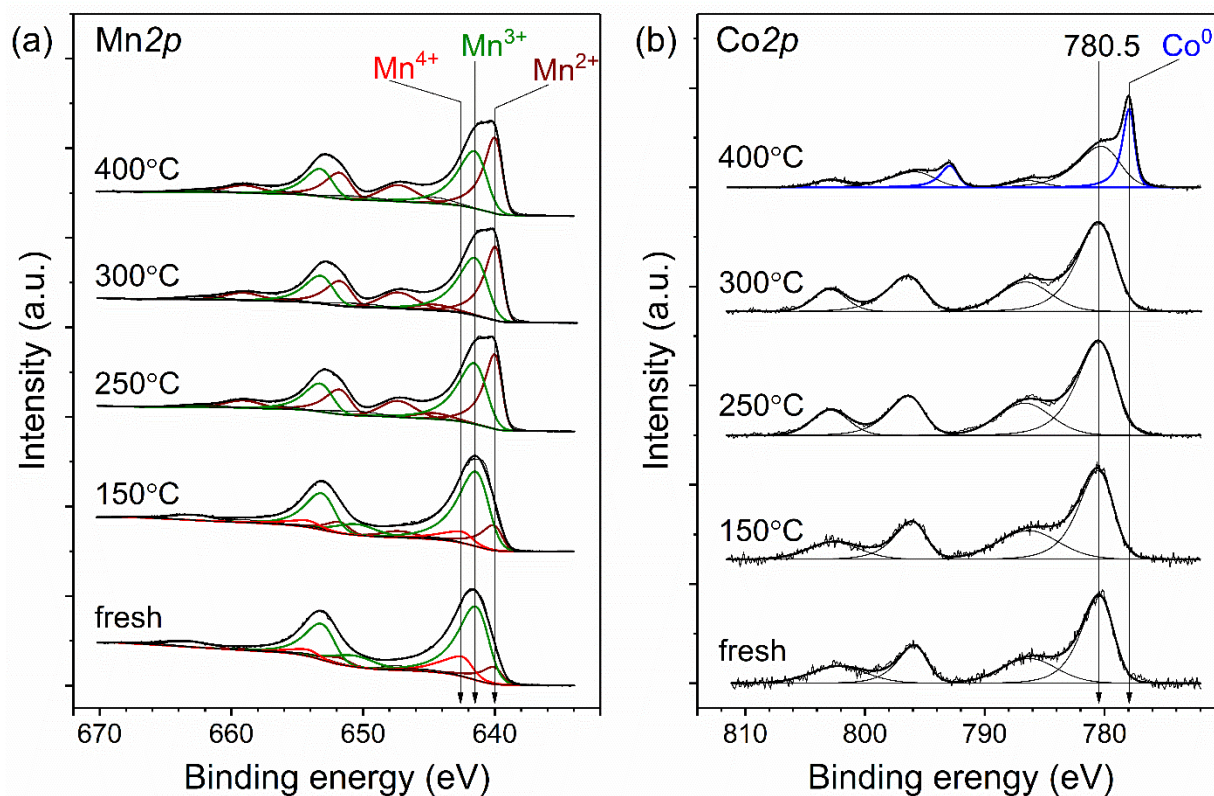 (a)
Mn2p
Mn⁴⁺
Mn³⁺
Mn²⁺
400°C
300°C
250°C
150°C
fresh
Intensity (a.u.)
670 660 650 640
Binding energy (eV)
(b)
Co2p
780.5
Co⁰
400°C
300°C
250°C
150°C
fresh
Intensity (a.u.)
810 800 790 780
Binding erengy (eV)